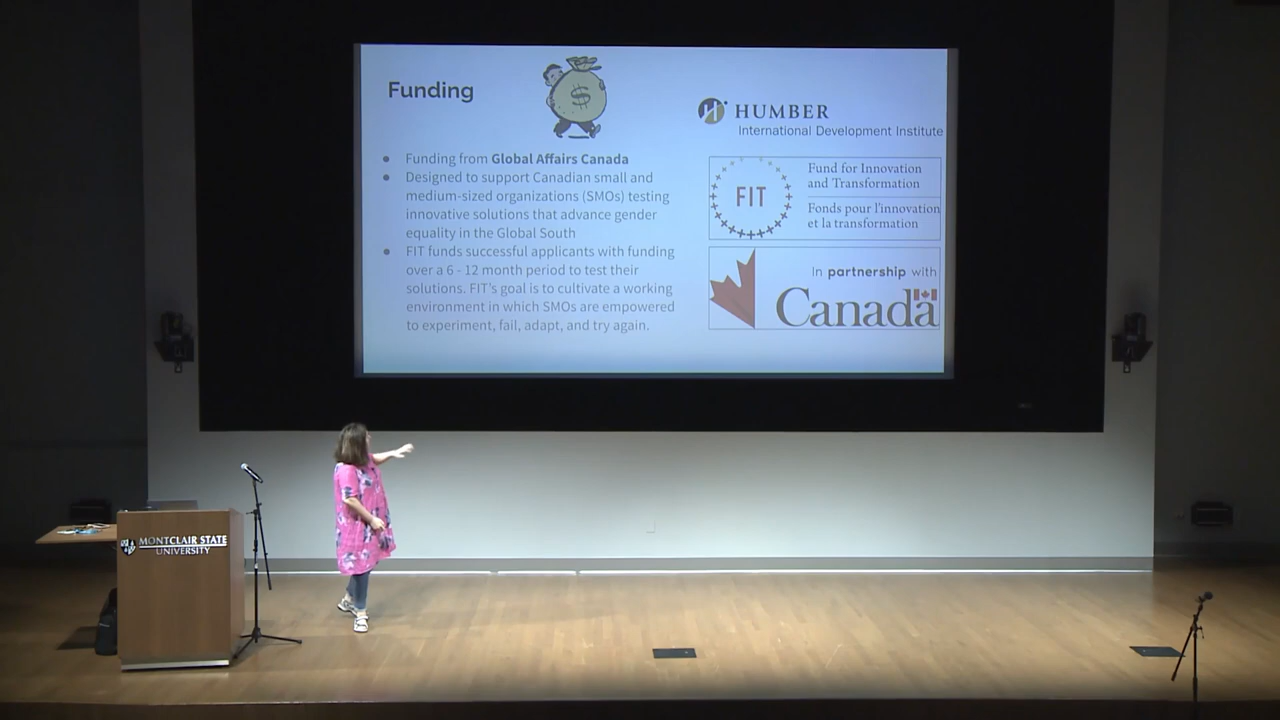 Funding
$
● Funding from Global Affairs Canada
● Designed to support Canadian small and
medium-sized organizations (SMOs) testing
innovative solutions that advance gender
equality in the Global South
● FIT funds successful applicants with funding
over a 6 - 12 month period to test their
solutions. FIT's goal is to cultivate a working
environment in which SMOs are empowered
to experiment, fail, adapt, and try again.
H HUMBER
International Development Institute
FIT
Fund for Innovation
and Transformation
Fonds pour l'innovation
et la transformation
In partnership with
Canada
MONTCLAIR STATE
UNIVERSITY